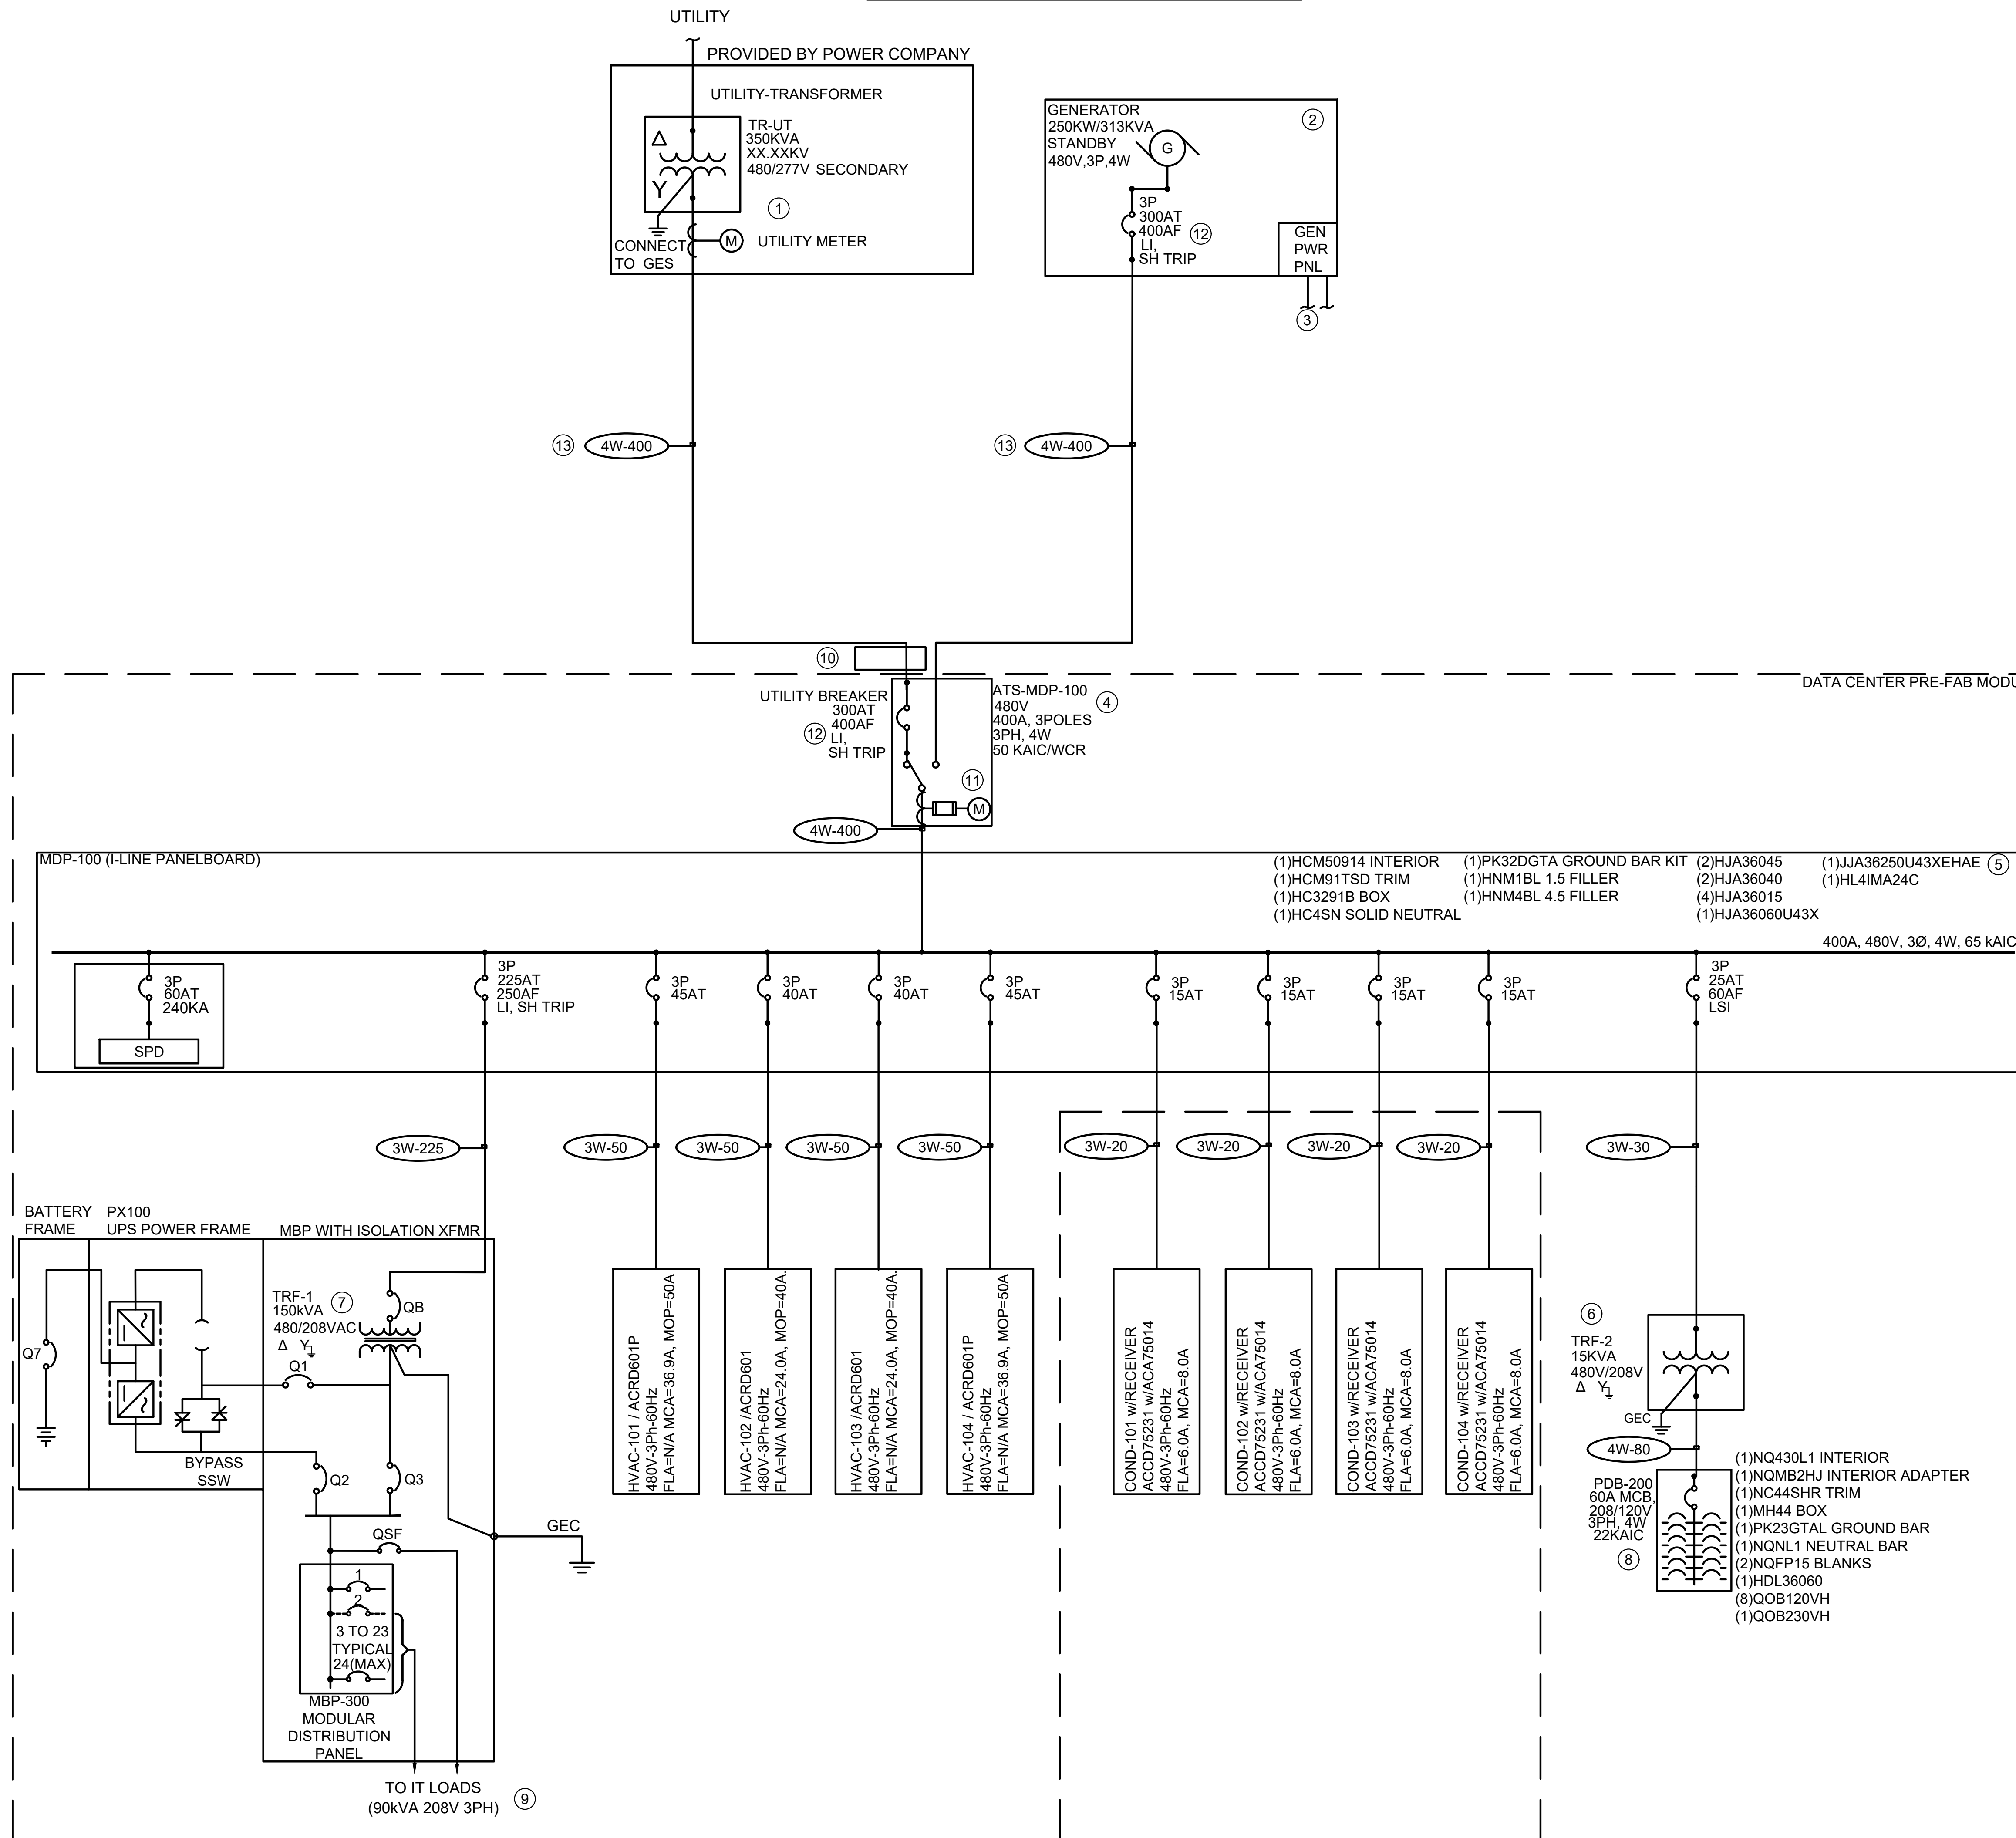 UTILITY
PROVIDED BY POWER COMPANY
UTILITY-TRANSFORMER
TR-UT
350KVA
XX.XXKV
480/277V SECONDARY
Δ
Y
1
CONNECT
TO GES
M
UTILITY METER
GENERATOR
250KW/313KVA
STANDBY
480V,3P,4W
2
G
3P
300AT
400AF
LI,
SH TRIP
12
GEN
PWR
PNL
3
13
4W-400
13
4W-400
10
DATA CENTER PRE-FAB MODU
UTILITY BREAKER
300AT
400AF
LI,
SH TRIP
12
ATS-MDP-100
480V
400A, 3POLES
3PH, 4W
50 KAIC/WCR
4
11
M
4W-400
MDP-100 (I-LINE PANELBOARD)
(1)HCM50914 INTERIOR
(1)HCM91TSD TRIM
(1)HC3291B BOX
(1)HC4SN SOLID NEUTRAL
(1)PK32DGTA GROUND BAR KIT
(1)HNM1BL 1.5 FILLER
(1)HNM4BL 4.5 FILLER
(2)HJA36045
(2)HJA36040
(4)HJA36015
(1)HJA36060U43X
(1)JJA36250U43XEHAE
(1)HL4IMA24C
5
400A, 480V, 3Ø, 4W, 65 kAIC
3P
60AT
240KA
SPD
3P
225AT
250AF
LI, SH TRIP
3P
45AT
3P
40AT
3P
40AT
3P
45AT
3P
15AT
3P
15AT
3P
15AT
3P
15AT
3P
25AT
60AF
LSI
3W-225
3W-50
3W-50
3W-50
3W-50
3W-20
3W-20
3W-20
3W-20
3W-30
BATTERY
FRAME
PX100
UPS POWER FRAME
MBP WITH ISOLATION XFMR
Q7
TRF-1
150kVA
480/208VAC
Δ Y
7
QB
Q1
BYPASS
SSW
Q2
Q3
QSF
GEC
1
2
3 TO 23
TYPICAL
24(MAX)
MBP-300
MODULAR
DISTRIBUTION
PANEL
TO IT LOADS
(90kVA 208V 3PH)
9
HVAC-101 / ACRD601P
480V-3Ph-60Hz
FLA=N/A MCA=36.9A, MOP=50A
HVAC-102 /ACRD601
480V-3Ph-60Hz
FLA=N/A MCA=24.0A, MOP=40A.
HVAC-103 /ACRD601
480V-3Ph-60Hz
FLA=N/A MCA=24.0A, MOP=40A.
HVAC-104 / ACRD601P
480V-3Ph-60Hz
FLA=N/A MCA=36.9A, MOP=50A
COND-101 w/RECEIVER
ACCD75231 w/ACA75014
480V-3Ph-60Hz
FLA=6.0A, MCA=8.0A
COND-102 w/RECEIVER
ACCD75231 w/ACA75014
480V-3Ph-60Hz
FLA=6.0A, MCA=8.0A
COND-103 w/RECEIVER
ACCD75231 w/ACA75014
480V-3Ph-60Hz
FLA=6.0A, MCA=8.0A
COND-104 w/RECEIVER
ACCD75231 w/ACA75014
480V-3Ph-60Hz
FLA=6.0A, MCA=8.0A
6
TRF-2
15KVA
480V/208V
Δ Y
GEC
4W-80
PDB-200
60A MCB,
208/120V
3PH, 4W
22KAIC
8
(1)NQ430L1 INTERIOR
(1)NQMB2HJ INTERIOR ADAPTER
(1)NC44SHR TRIM
(1)MH44 BOX
(1)PK23GTAL GROUND BAR
(1)NQNL1 NEUTRAL BAR
(2)NQFP15 BLANKS
(1)HDL36060
(8)QOB120VH
(1)QOB230VH